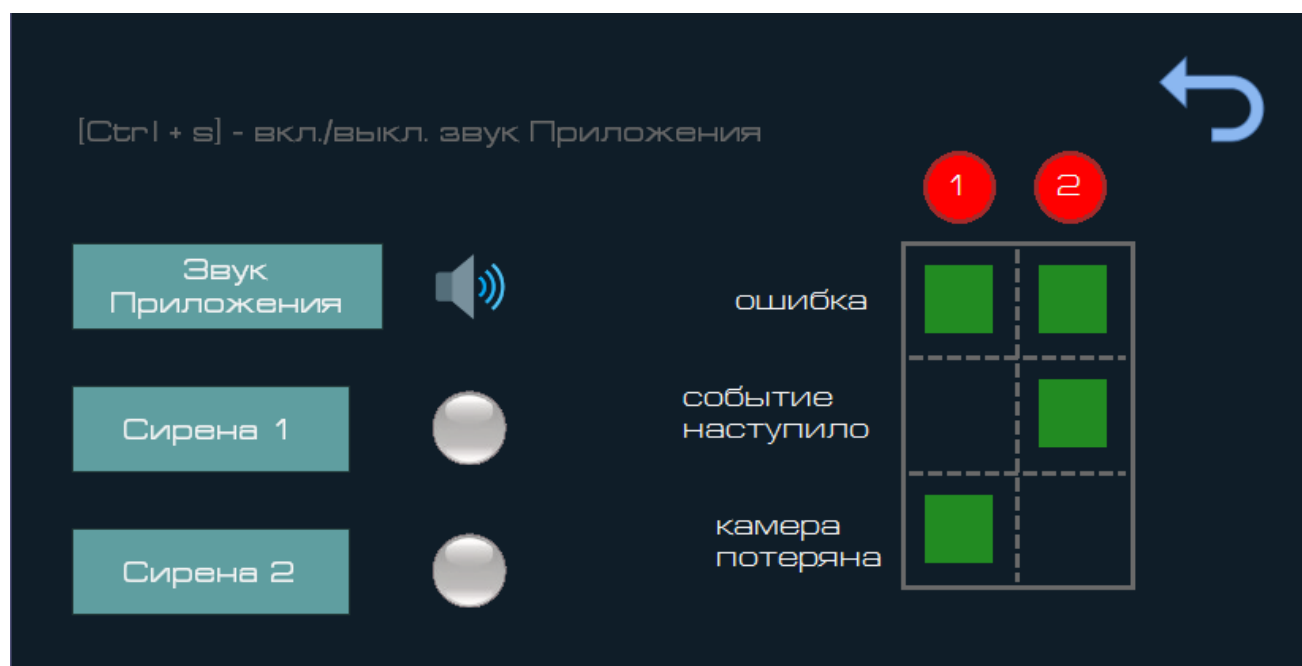 [Ctrl + s] - вкл./выкл. звук Приложения
1
2
Звук
Приложения
ошибка
Сирена 1
событие
наступило
Сирена 2
камера
потеряна